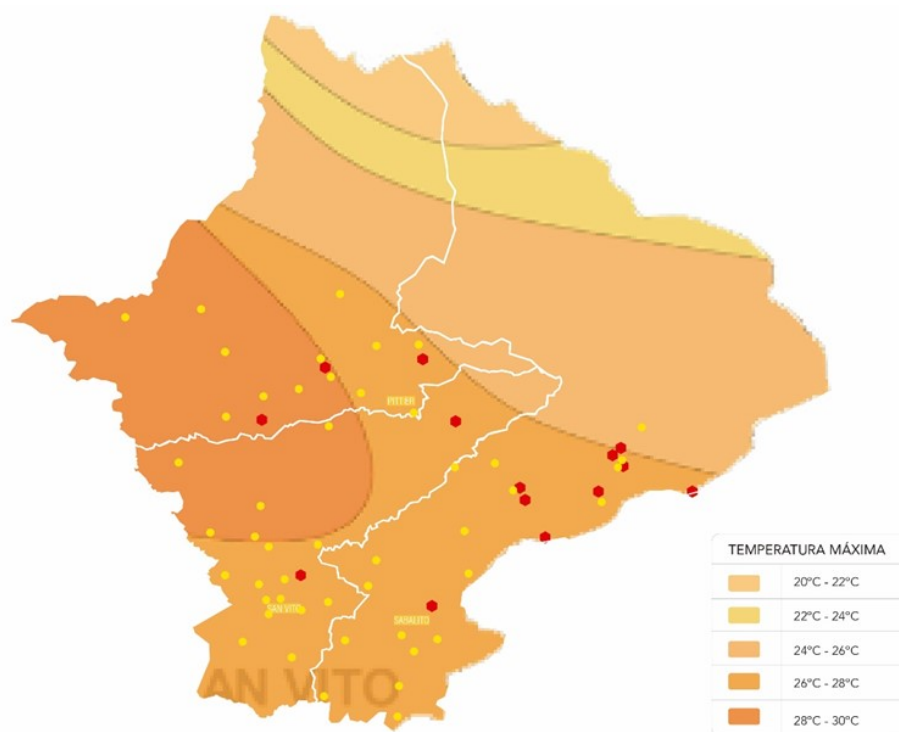 PITTIER
SAN VITO
SABALITO
AN VITO
TEMPERATURA MÁXIMA
20°C - 22°C
22°C - 24°C
24°C - 26°C
26°C - 28°C
28°C - 30°C